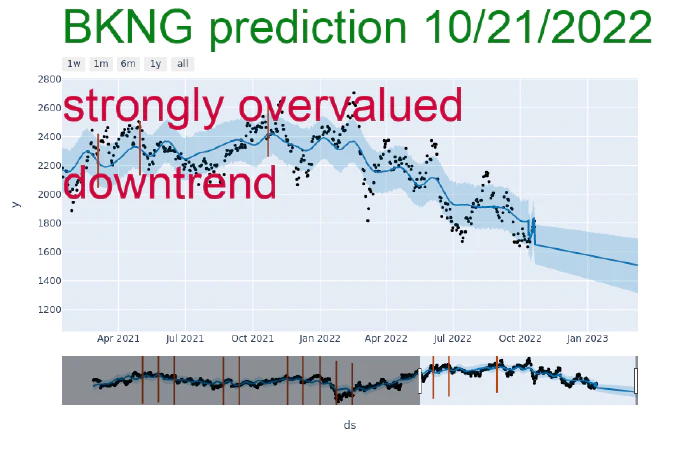 BKNG prediction 10/21/2022
1w 1m 6m 1y all
2800
strongly overvalued
2600
2400
2200
downtrend
2000
y
1800
1600
1400
1200
Apr 2021 Jul 2021 Oct 2021 Jan 2022 Apr 2022 Jul 2022 Oct 2022 Jan 2023
ds